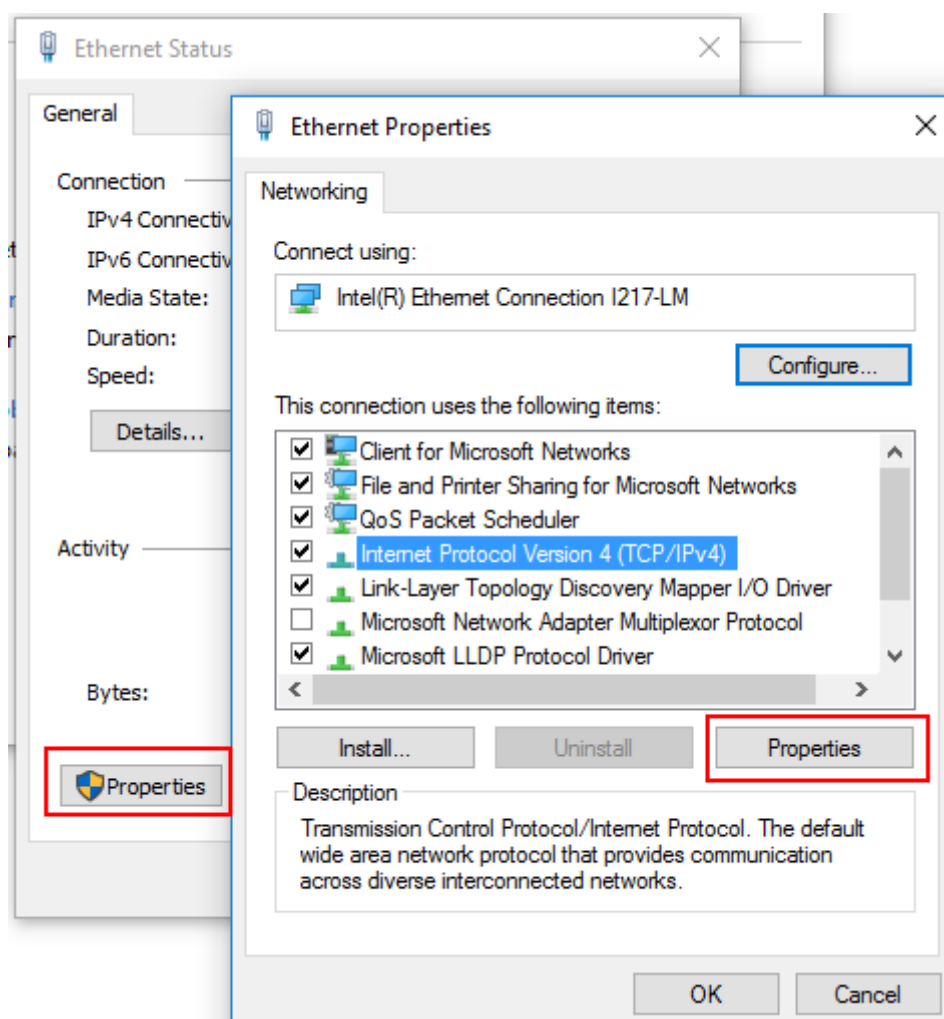 Ethernet Status
General
Connection
IPv4 Connectiv
IPv6 Connectiv
Media State:
Duration:
Speed:
Details...
Activity
Bytes:
Properties
Ethernet Properties
Networking
Connect using:
Intel(R) Ethernet Connection I217-LM
Configure...
This connection uses the following items:
Client for Microsoft Networks
File and Printer Sharing for Microsoft Networks
QoS Packet Scheduler
Internet Protocol Version 4 (TCP/IPv4)
Link-Layer Topology Discovery Mapper I/O Driver
Microsoft Network Adapter Multiplexor Protocol
Microsoft LLDP Protocol Driver
Install...
Uninstall
Properties
Description
Transmission Control Protocol/Internet Protocol. The default
wide area network protocol that provides communication
across diverse interconnected networks.
OK
Cancel